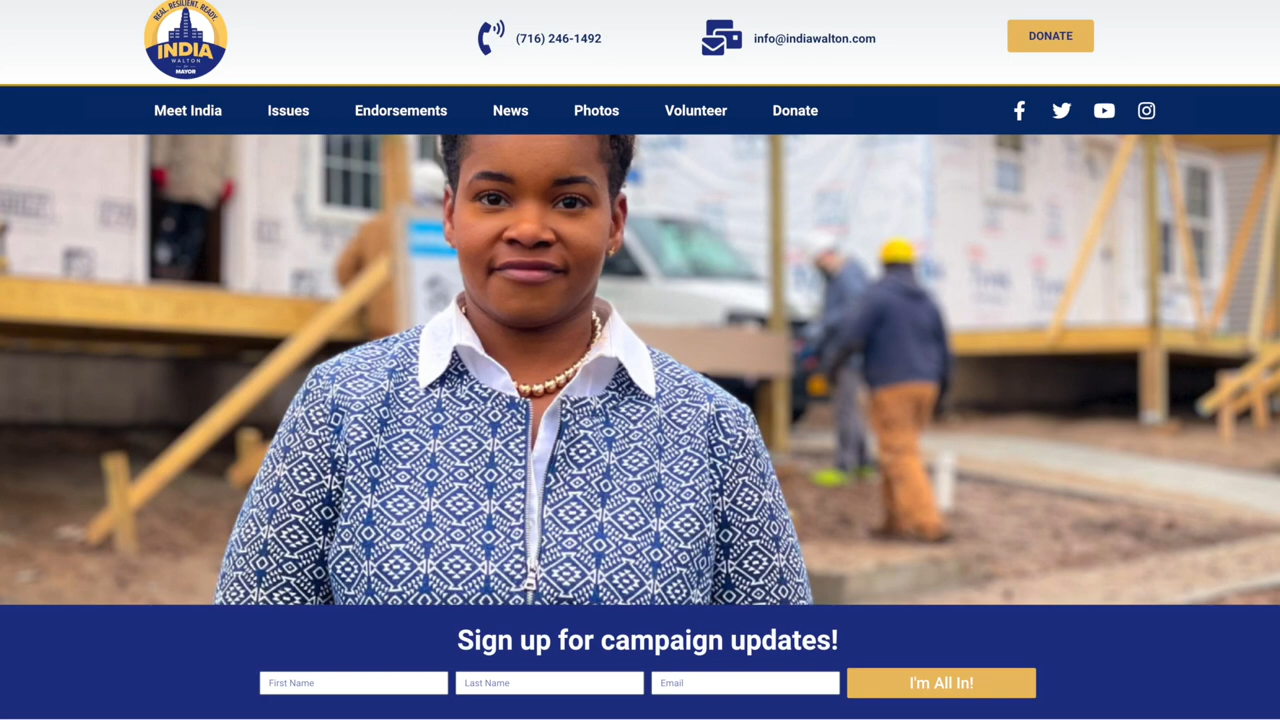 REAL. RESILIENT. READY.
INDIA
WALTON
for
MAYOR
(716) 246-1492
info@indiawalton.com
DONATE
Meet India
Issues
Endorsements
News
Photos
Volunteer
Donate
Sign up for campaign updates!
First Name
Last Name
Email
I'm All In!